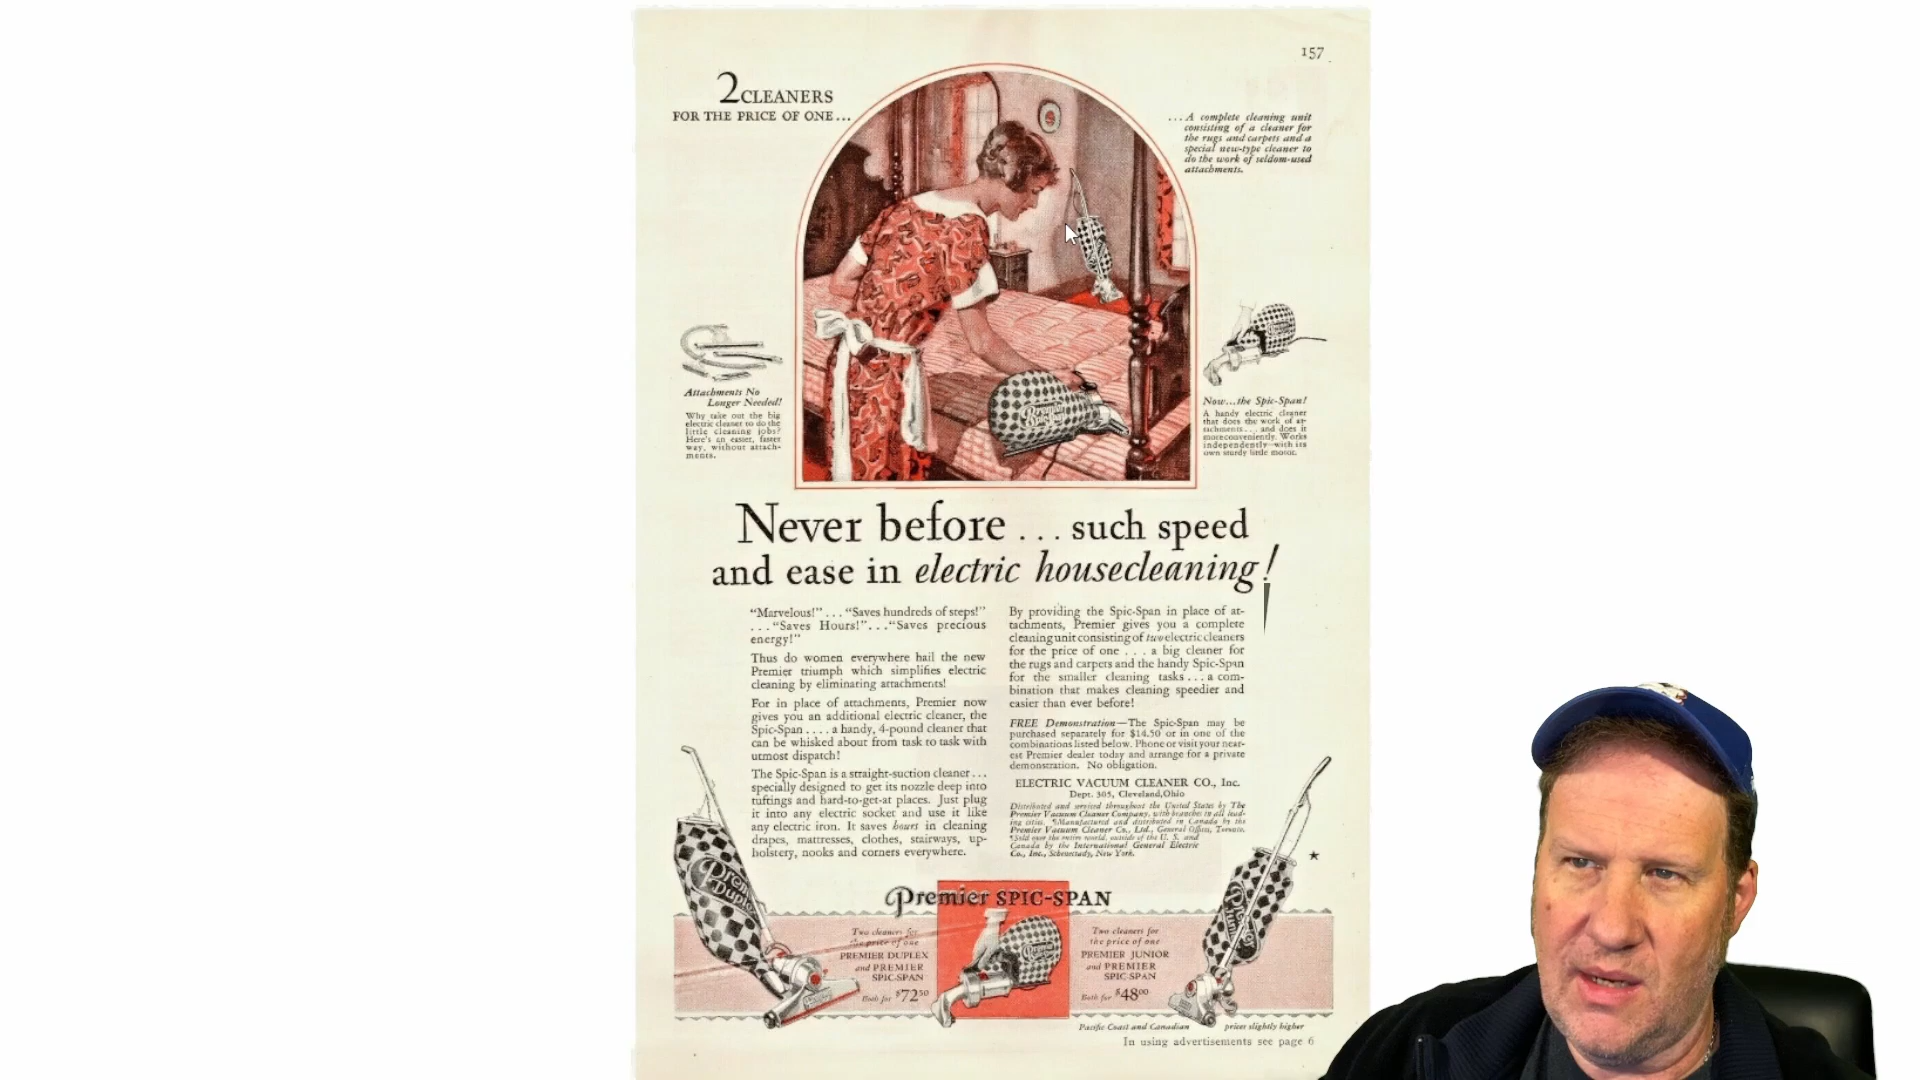 157
2 CLEANERS
FOR THE PRICE OF ONE...
...A complete cleaning unit
consisting of a cleaner for
the rugs and carpets and a
special new-type cleaner to
do the work of seldom-used
attachments.
Attachments No
Longer Needed!
Why take out the big
electric cleaner to do the
little cleaning jobs?
Here's an easier, faster
way, without attach-
ments.
Now...the Spic-Span!
A handy electric cleaner
that does the work of at-
tachments... and does it
more conveniently. Works
independently—with its
own sturdy little motor.
Never before ... such speed
and ease in electric housecleaning!
"Marvelous!" ... "Saves hundreds of steps!"
..."Saves Hours!"..."Saves precious
energy!"
Thus do women everywhere hail the new
Premier triumph which simplifies electric
cleaning by eliminating attachments!
For in place of attachments, Premier now
gives you an additional electric cleaner, the
Spic-Span .... a handy, 4-pound cleaner that
can be whisked about from task to task with
utmost dispatch!
The Spic-Span is a straight-suction cleaner...
specially designed to get its nozzle deep into
tuftings and hard-to-get-at places. Just plug
it into any electric socket and use it like
any electric iron. It saves hours in cleaning
drapes, mattresses, clothes, stairways, up-
holstery, nooks and corners everywhere.
By providing the Spic-Span in place of at-
tachments, Premier gives you a complete
cleaning unit consisting of two electric cleaners
for the price of one ... a big cleaner for
the rugs and carpets and the handy Spic-Span
for the smaller cleaning tasks... a com-
bination that makes cleaning speedier and
easier than ever before!
FREE Demonstration—The Spic-Span may be
purchased separately for $14.50 or in one of the
combinations listed below. Phone or visit your near-
est Premier dealer today and arrange for a private
demonstration. No obligation.
ELECTRIC VACUUM CLEANER CO., Inc.
Dept. 305, Cleveland, Ohio
Distributed and serviced throughout the United States by The
Premier Vacuum Cleaner Company, with branches in all lead-
ing cities. ¶Manufactured and distributed in Canada by the
Premier Vacuum Cleaner Co., Ltd., General Offices, Toronto.
¶Sold over the entire world, outside of the U. S. and
Canada by the International General Electric
Co., Inc., Schenectady, New York.
Premier SPIC-SPAN
Premier
Duplex
Two cleaners for
the price of one
PREMIER DUPLEX
and PREMIER
SPIC-SPAN
Both for $72.50
Two cleaners for
the price of one
PREMIER JUNIOR
and PREMIER
SPIC-SPAN
Both for $48.00
Premier
Junior
Pacific Coast and Canadian prices slightly higher
In using advertisements see page 6